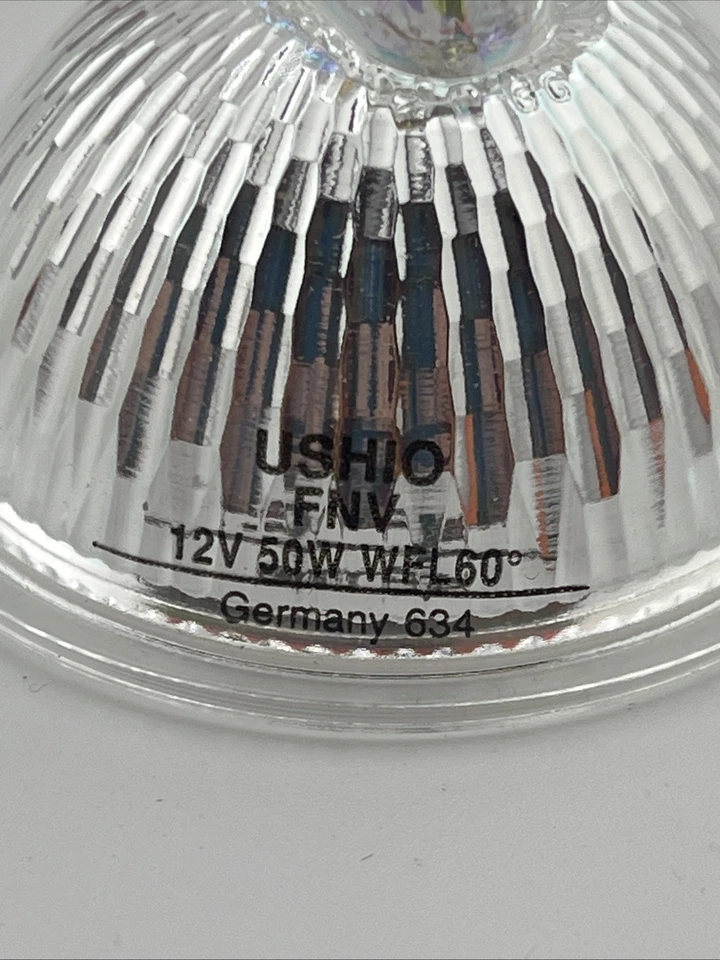 USHIO
FNV
12V 50W WFL60°
Germany 634